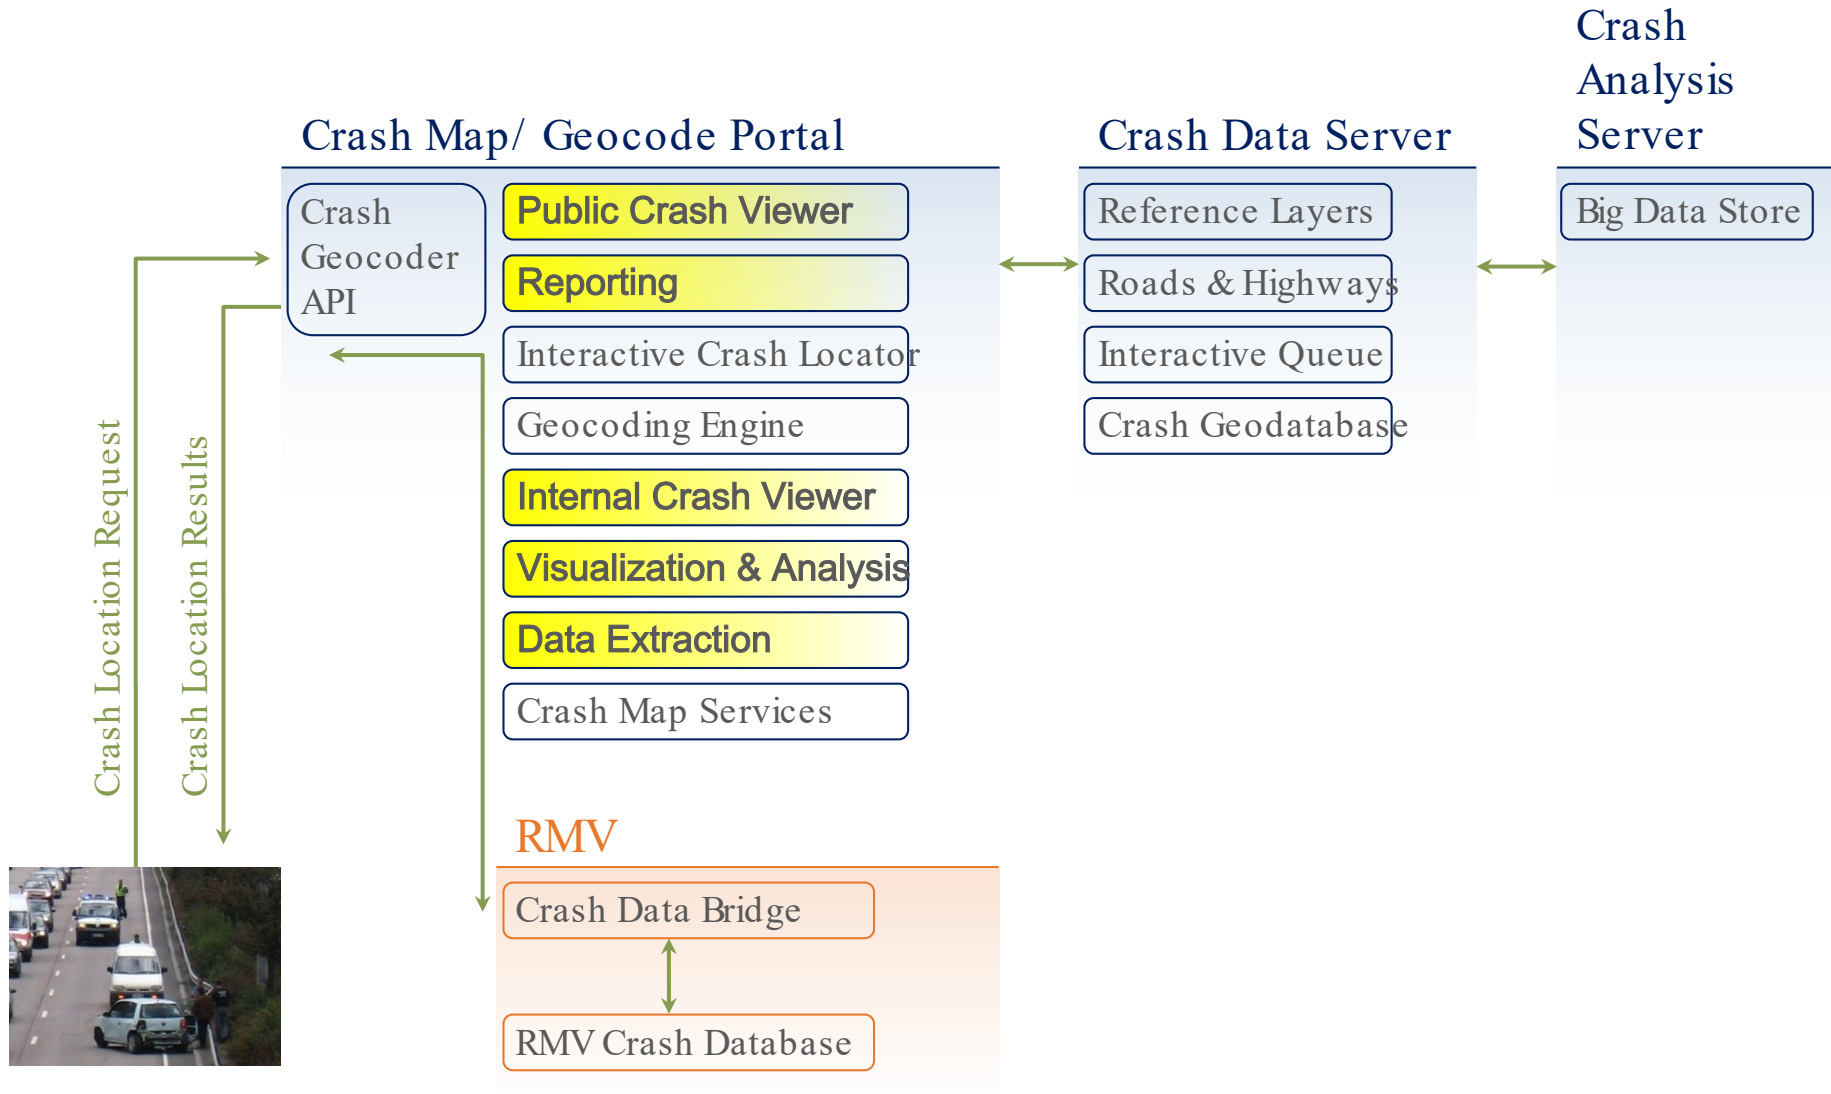 Crash
Analysis
Server
Crash Map/ Geocode Portal
Crash Data Server
Crash
Geocoder
API
Public Crash Viewer
Reporting
Interactive Crash Locator
Geocoding Engine
Internal Crash Viewer
Visualization & Analysis
Data Extraction
Crash Map Services
Reference Layers
Roads & Highways
Interactive Queue
Crash Geodatabase
Big Data Store
Crash Location Request
Crash Location Results
RMV
Crash Data Bridge
RMV Crash Database